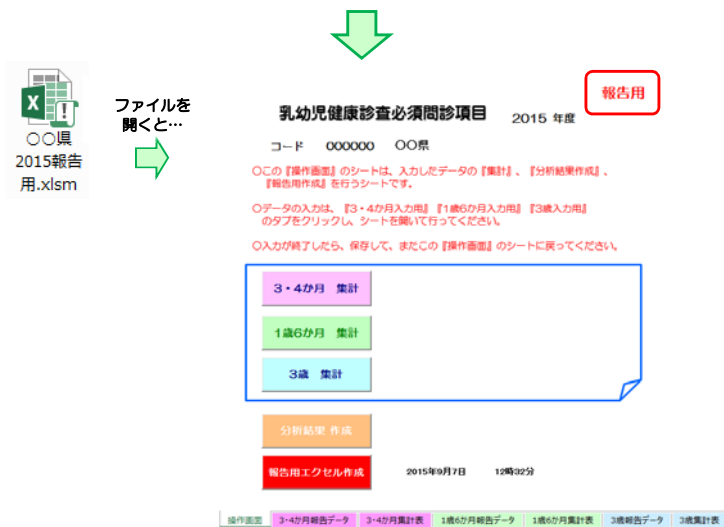 〇〇県
2015報告
用.xlsm
ファイルを
開くと…
報告用
乳幼児健康診査必須問診項目 2015 年度
コード 000000 〇〇県
〇この『操作画面』のシートは、入力したデータの『集計』、『分析結果作成』、
『報告用作成』を行うシートです。
〇データの入力は、『3・4か月入力用』『1歳6か月入力用』『3歳入力用』
のタブをクリックし、シートを開いて行ってください。
〇入力が終了したら、保存して、またこの『操作画面』のシートに戻ってください。
3・4か月 集計
1歳6か月 集計
3歳 集計
分析結果 作成
報告用エクセル作成 2015年9月7日 12時32分
操作画面 3・4か月報告データ 3・4か月集計表 1歳6か月報告データ 1歳6か月集計表 3歳報告データ 3歳集計表